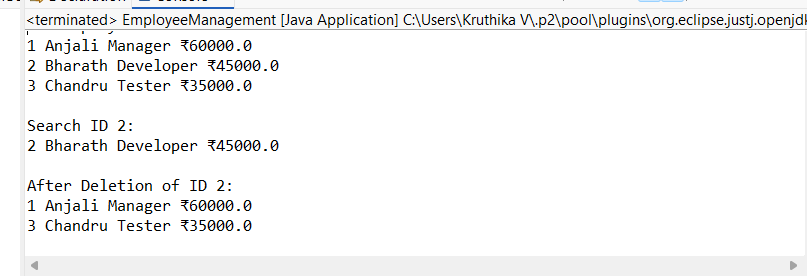 <terminated> EmployeeManagement [Java Application] C:\Users\Kruthika V\.p2\pool\plugins\org.eclipse.justj.openjd
1 Anjali Manager ₹60000.0
2 Bharath Developer ₹45000.0
3 Chandru Tester ₹35000.0
Search ID 2:
2 Bharath Developer ₹45000.0
After Deletion of ID 2:
1 Anjali Manager ₹60000.0
3 Chandru Tester ₹35000.0